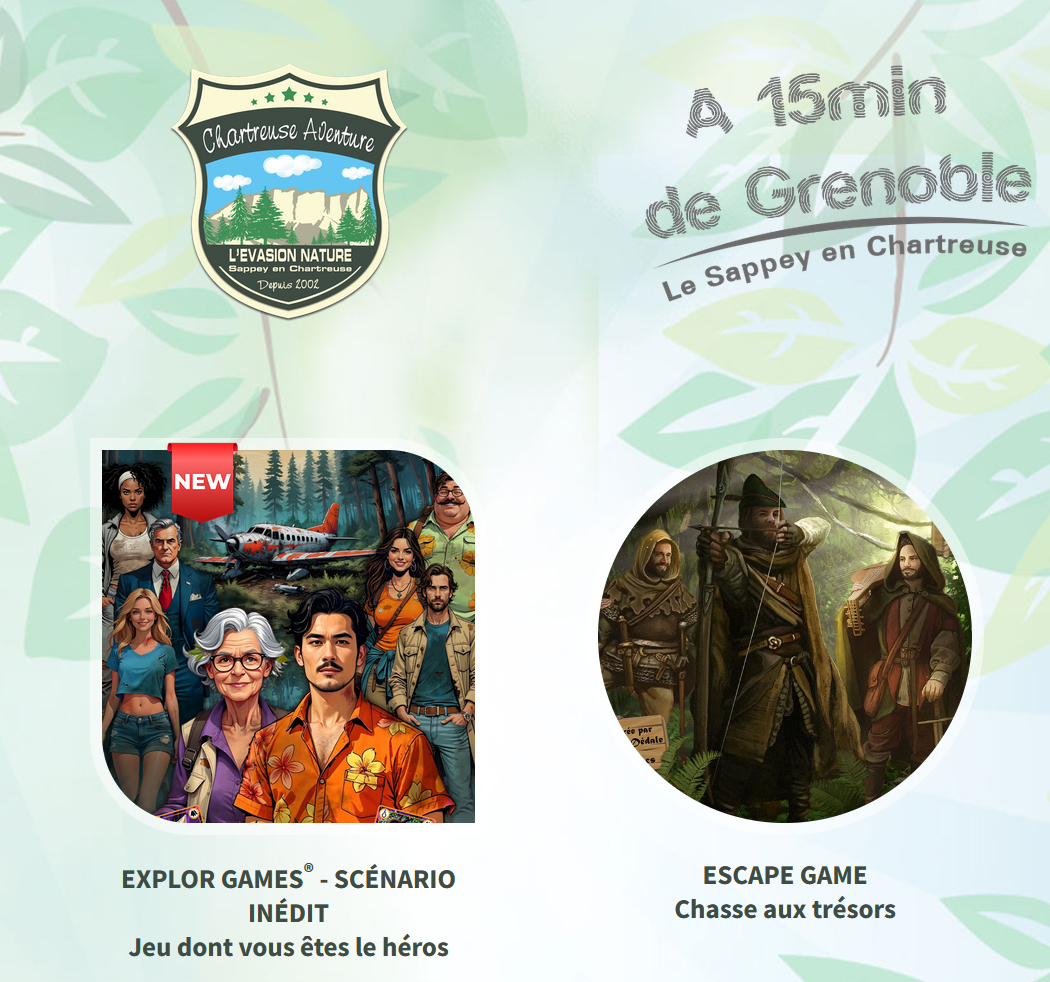 Chartreuse Aventure
L'EVASION NATURE
Sappey en Chartreuse
Depuis 2002
A 15min
de Grenoble
Le Sappey en Chartreuse
NEW
Dédale
EXPLOR GAMES® - SCÉNARIO
INÉDIT
Jeu dont vous êtes le héros
ESCAPE GAME
Chasse aux trésors